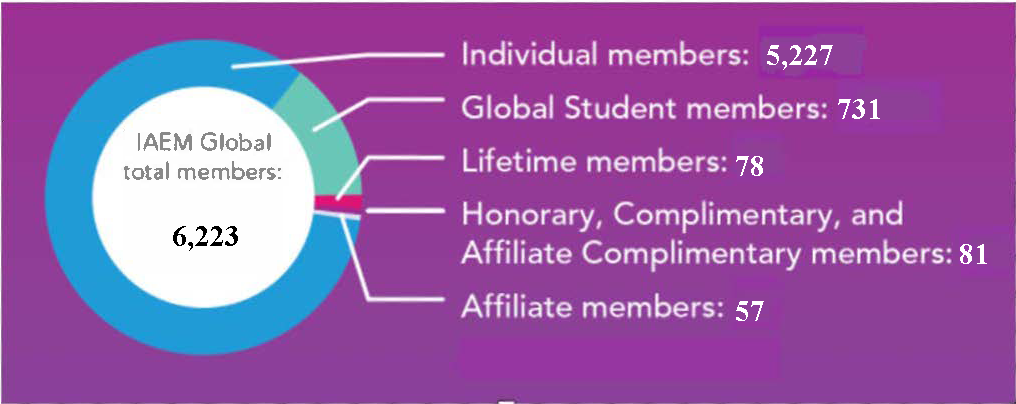 Individual members: 5,227
Global Student members: 731
Lifetime members: 78
Honorary, Complimentary, and
Affiliate Complimentary members: 81
Affiliate members: 57
IAEM Global
total members:
6,223